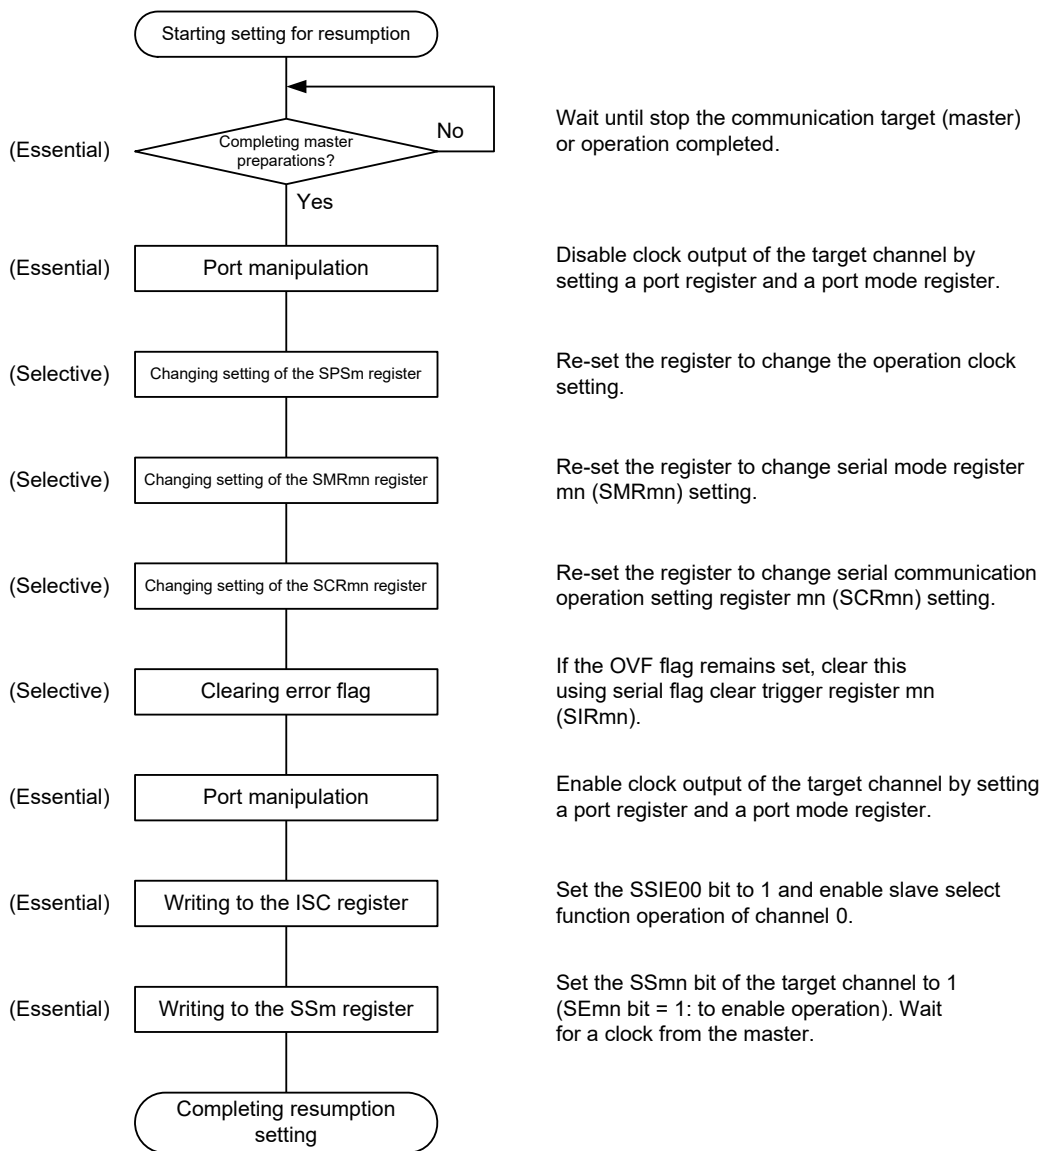 Starting setting for resumption
(Essential)
Completing master
preparations?
No
Wait until stop the communication target (master)
or operation completed.
Yes
(Essential)
Port manipulation
Disable clock output of the target channel by
setting a port register and a port mode register.
(Selective)
Changing setting of the SPSm register
Re-set the register to change the operation clock
setting.
(Selective)
Changing setting of the SMRmn register
Re-set the register to change serial mode register
mn (SMRmn) setting.
(Selective)
Changing setting of the SCRmn register
Re-set the register to change serial communication
operation setting register mn (SCRmn) setting.
(Selective)
Clearing error flag
If the OVF flag remains set, clear this
using serial flag clear trigger register mn
(SIRmn).
(Essential)
Port manipulation
Enable clock output of the target channel by setting
a port register and a port mode register.
(Essential)
Writing to the ISC register
Set the SSIE00 bit to 1 and enable slave select
function operation of channel 0.
(Essential)
Writing to the SSm register
Set the SSmn bit of the target channel to 1
(SEmn bit = 1: to enable operation). Wait
for a clock from the master.
Completing resumption
setting